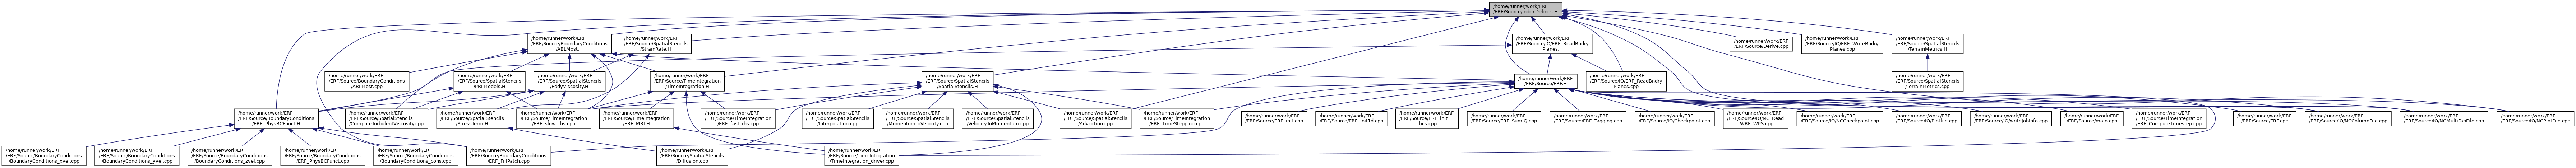 /home/runner/work/ERF
/ERF/Source/IndexDefines.H
/home/runner/work/ERF
/ERF/Source/BoundaryConditions
/ABLMost.H
/home/runner/work/ERF
/ERF/Source/SpatialStencils
/StrainRate.H
/home/runner/work/ERF
/ERF/Source/IO/ERF_ReadBndry
Planes.H
/home/runner/work/ERF
/ERF/Source/Derive.cpp
/home/runner/work/ERF
/ERF/Source/IO/ERF_WriteBndry
Planes.cpp
/home/runner/work/ERF
/ERF/Source/SpatialStencils
/TerrainMetrics.H
/home/runner/work/ERF
/ERF/Source/BoundaryConditions
/ABLMost.cpp
/home/runner/work/ERF
/ERF/Source/SpatialStencils
/PBLModels.H
/home/runner/work/ERF
/ERF/Source/SpatialStencils
/EddyViscosity.H
/home/runner/work/ERF
/ERF/Source/TimeIntegration
/TimeIntegration.H
/home/runner/work/ERF
/ERF/Source/SpatialStencils
/SpatialStencils.H
/home/runner/work/ERF
/ERF/Source/ERF.H
/home/runner/work/ERF
/ERF/Source/IO/ERF_ReadBndry
Planes.cpp
/home/runner/work/ERF
/ERF/Source/SpatialStencils
/TerrainMetrics.cpp
/home/runner/work/ERF
/ERF/Source/BoundaryConditions
/ERF_PhysBCFunct.H
/home/runner/work/ERF
/ERF/Source/SpatialStencils
/ComputeTurbulentViscosity.cpp
/home/runner/work/ERF
/ERF/Source/SpatialStencils
/StressTerm.H
/home/runner/work/ERF
/ERF/Source/TimeIntegration
/ERF_slow_rhs.cpp
/home/runner/work/ERF
/ERF/Source/TimeIntegration
/ERF_MRI.H
/home/runner/work/ERF
/ERF/Source/TimeIntegration
/ERF_fast_rhs.cpp
/home/runner/work/ERF
/ERF/Source/SpatialStencils
/Interpolation.cpp
/home/runner/work/ERF
/ERF/Source/SpatialStencils
/MomentumToVelocity.cpp
/home/runner/work/ERF
/ERF/Source/SpatialStencils
/VelocityToMomentum.cpp
/home/runner/work/ERF
/ERF/Source/SpatialStencils
/Advection.cpp
/home/runner/work/ERF
/ERF/Source/TimeIntegration
/ERF_TimeStepping.cpp
/home/runner/work/ERF
/ERF/Source/ERF_init.cpp
/home/runner/work/ERF
/ERF/Source/ERF_init1d.cpp
/home/runner/work/ERF
/ERF/Source/ERF_init
_bcs.cpp
/home/runner/work/ERF
/ERF/Source/ERF_SumIQ.cpp
/home/runner/work/ERF
/ERF/Source/ERF_Tagging.cpp
/home/runner/work/ERF
/ERF/Source/IO/Checkpoint.cpp
/home/runner/work/ERF
/ERF/Source/IO/NC_Read
_WRF_WPS.cpp
/home/runner/work/ERF
/ERF/Source/IO/NCCheckpoint.cpp
/home/runner/work/ERF
/ERF/Source/IO/Plotfile.cpp
/home/runner/work/ERF
/ERF/Source/IO/writeJobInfo.cpp
/home/runner/work/ERF
/ERF/Source/main.cpp
/home/runner/work/ERF
/ERF/Source/TimeIntegration
/ERF_ComputeTimestep.cpp
/home/runner/work/ERF
/ERF/Source/ERF.cpp
/home/runner/work/ERF
/ERF/Source/IO/NCColumnFile.cpp
/home/runner/work/ERF
/ERF/Source/IO/NCMultiFabFile.cpp
/home/runner/work/ERF
/ERF/Source/IO/NCPlotFile.cpp
/home/runner/work/ERF
/ERF/Source/BoundaryConditions
/BoundaryConditions_xvel.cpp
/home/runner/work/ERF
/ERF/Source/BoundaryConditions
/BoundaryConditions_yvel.cpp
/home/runner/work/ERF
/ERF/Source/BoundaryConditions
/BoundaryConditions_zvel.cpp
/home/runner/work/ERF
/ERF/Source/BoundaryConditions
/ERF_PhysBCFunct.cpp
/home/runner/work/ERF
/ERF/Source/BoundaryConditions
/BoundaryConditions_cons.cpp
/home/runner/work/ERF
/ERF/Source/BoundaryConditions
/ERF_FillPatch.cpp
/home/runner/work/ERF
/ERF/Source/SpatialStencils
/Diffusion.cpp
/home/runner/work/ERF
/ERF/Source/TimeIntegration
/TimeIntegration_driver.cpp